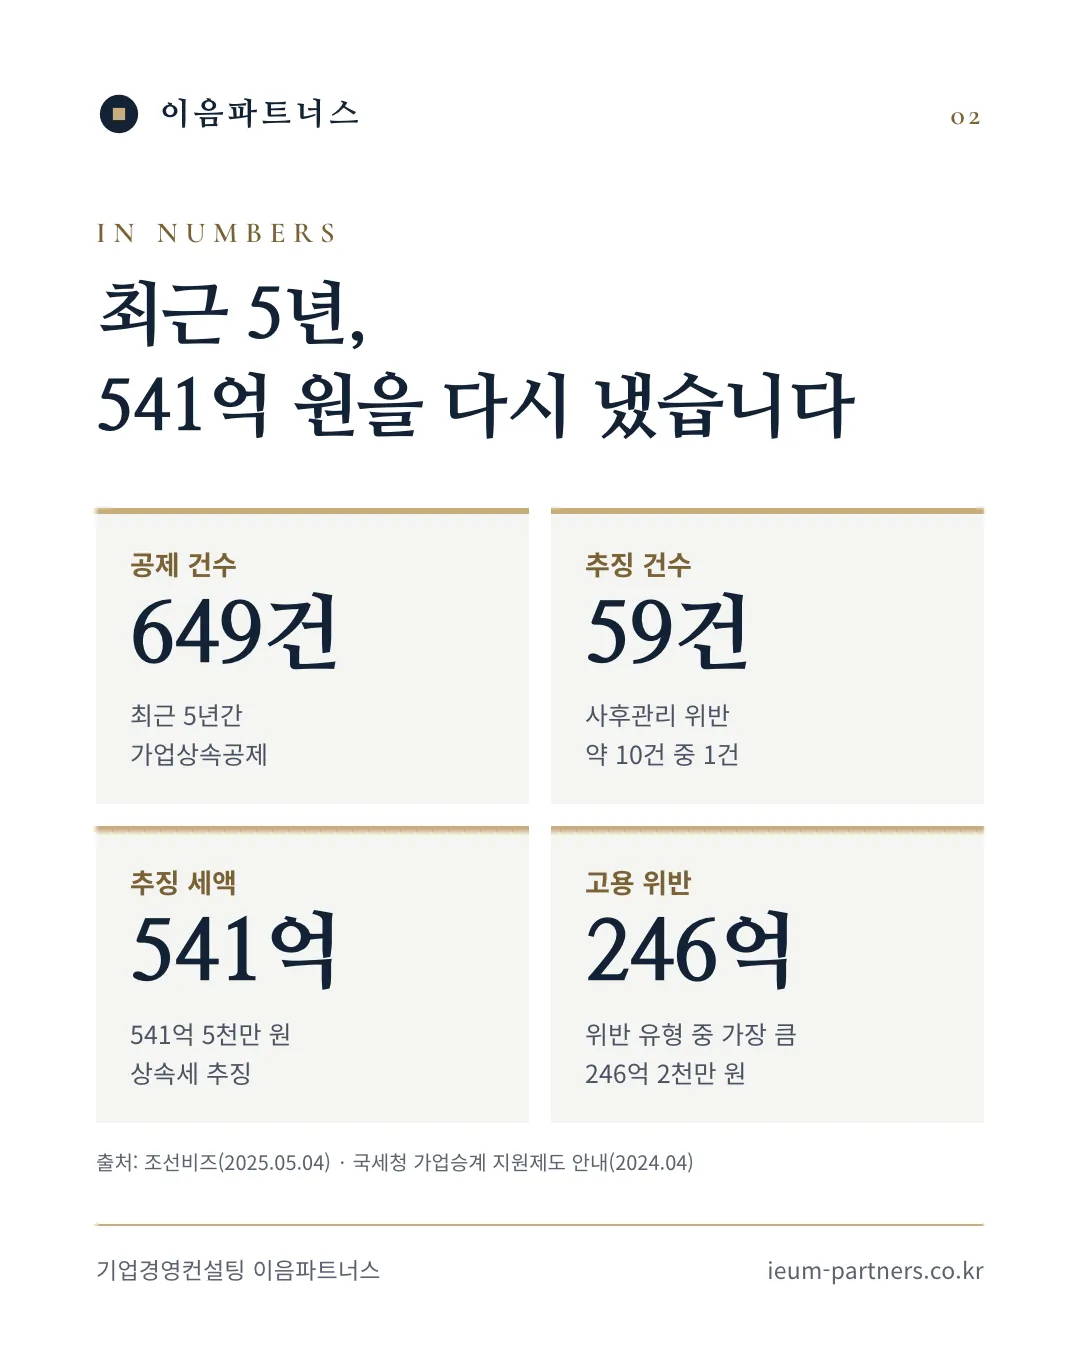 이음파트너스
02
IN NUMBERS
최근 5년,
541억 원을 다시 냈습니다
공제 건수
649건
최근 5년간
가업상속공제
추징 건수
59건
사후관리 위반
약 10건 중 1건
추징 세액
541억
541억 5천만 원
상속세 추징
고용 위반
246억
위반 유형 중 가장 큼
246억 2천만 원
출처: 조선비즈(2025.05.04) · 국세청 가업승계 지원제도 안내(2024.04)
기업경영컨설팅 이음파트너스
ieum-partners.co.kr